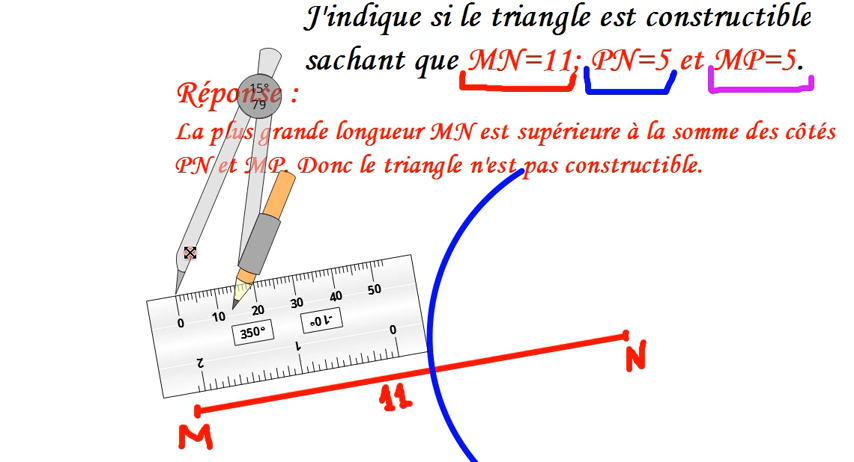 J'indique si le triangle est constructible
sachant que MN=11; PN=5 et MP=5.
Réponse :
15°
79
La plus grande longueur MN est supérieure à la somme des côtés
PN et MP. Donc le triangle n'est pas constructible.
0 10 20 30 40 50
350° -10°
2 1 0
N
11
M